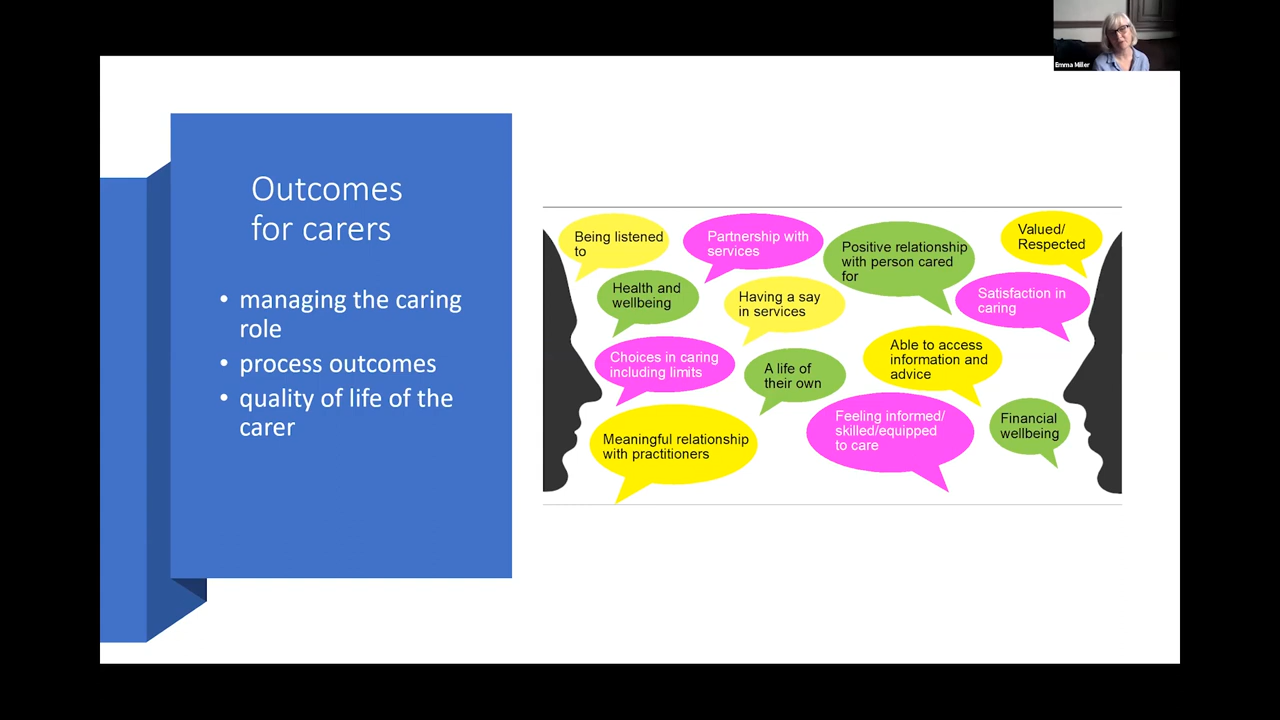 Emma Miller
Outcomes
for carers
• managing the caring
role
• process outcomes
• quality of life of the
carer
Being listened
to
Partnership with
services
Positive relationship
with person cared
for
Valued/
Respected
Health and
wellbeing
Having a say
in services
Satisfaction in
caring
Choices in caring
including limits
A life of
their own
Able to access
information and
advice
Meaningful relationship
with practitioners
Feeling informed/
skilled/equipped
to care
Financial
wellbeing